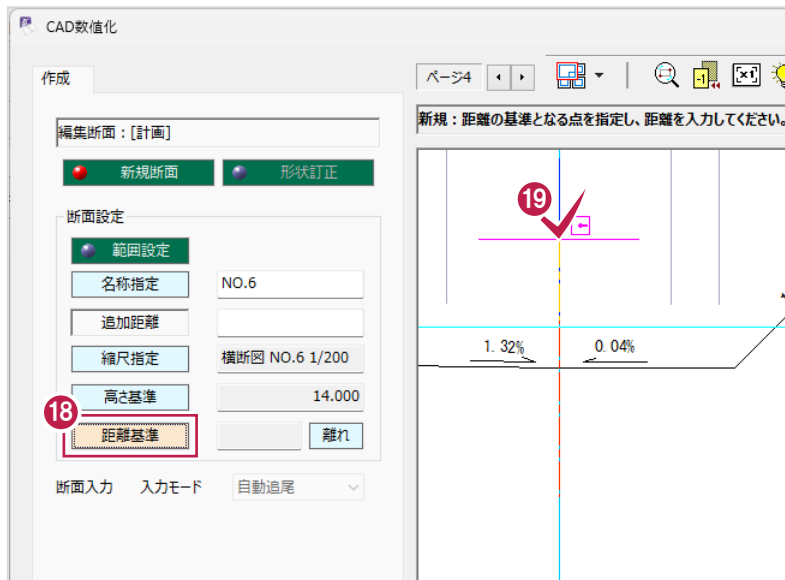 CAD数値化
作成
編集断面：[計画]
新規断面
形状訂正
断面設定
範囲設定
名称指定
NO.6
追加距離
縮尺指定
横断図 NO.6 1/200
高さ基準
14.000
18
距離基準
離れ
断面入力
入力モード
自動追尾
ページ4
-1
x1
新規：距離の基準となる点を指定し、距離を入力してください。
19
1.32%
0.04%